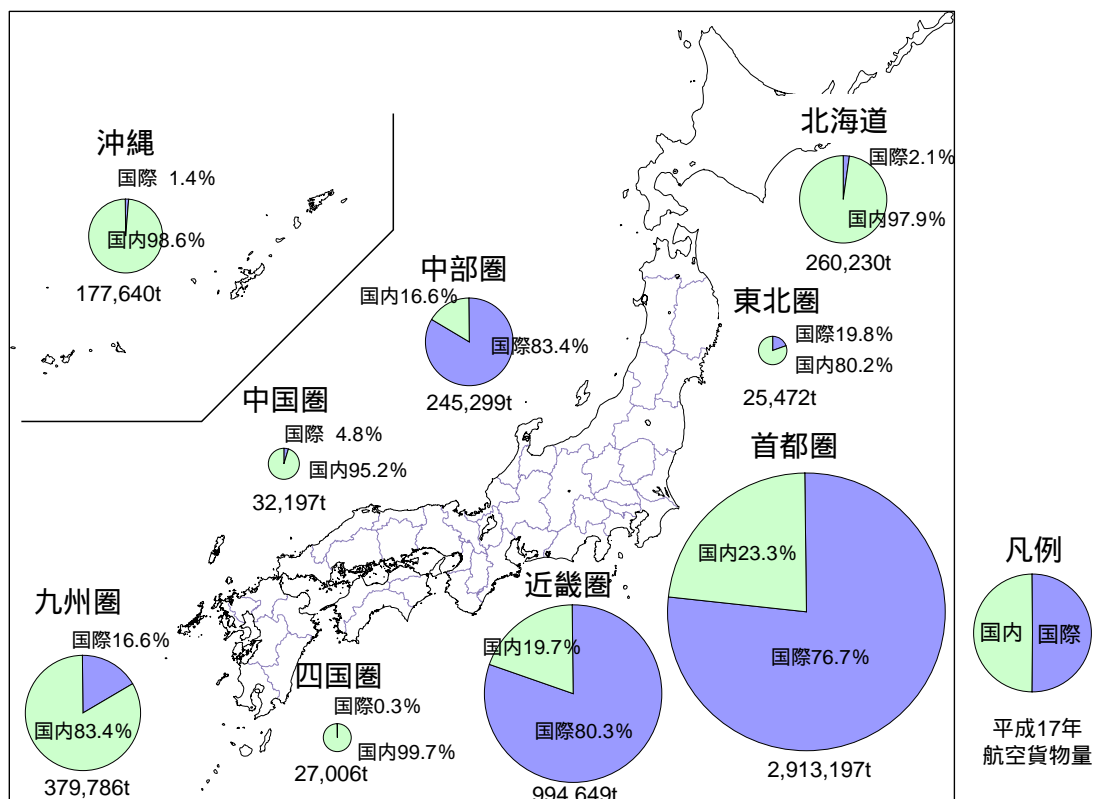 沖縄
国際 1.4%
国内98.6%
177,640t
北海道
国際2.1%
国内97.9%
260,230t
中部圏
国内16.6%
国際83.4%
245,299t
東北圏
国際19.8%
国内80.2%
25,472t
中国圏
国際 4.8%
国内95.2%
32,197t
首都圏
国内23.3%
国際76.7%
2,913,197t
九州圏
国際16.6%
国内83.4%
379,786t
四国圏
国際0.3%
国内99.7%
27,006t
近畿圏
国内19.7%
国際80.3%
994,649t
凡例
国内
国際
平成17年
航空貨物量